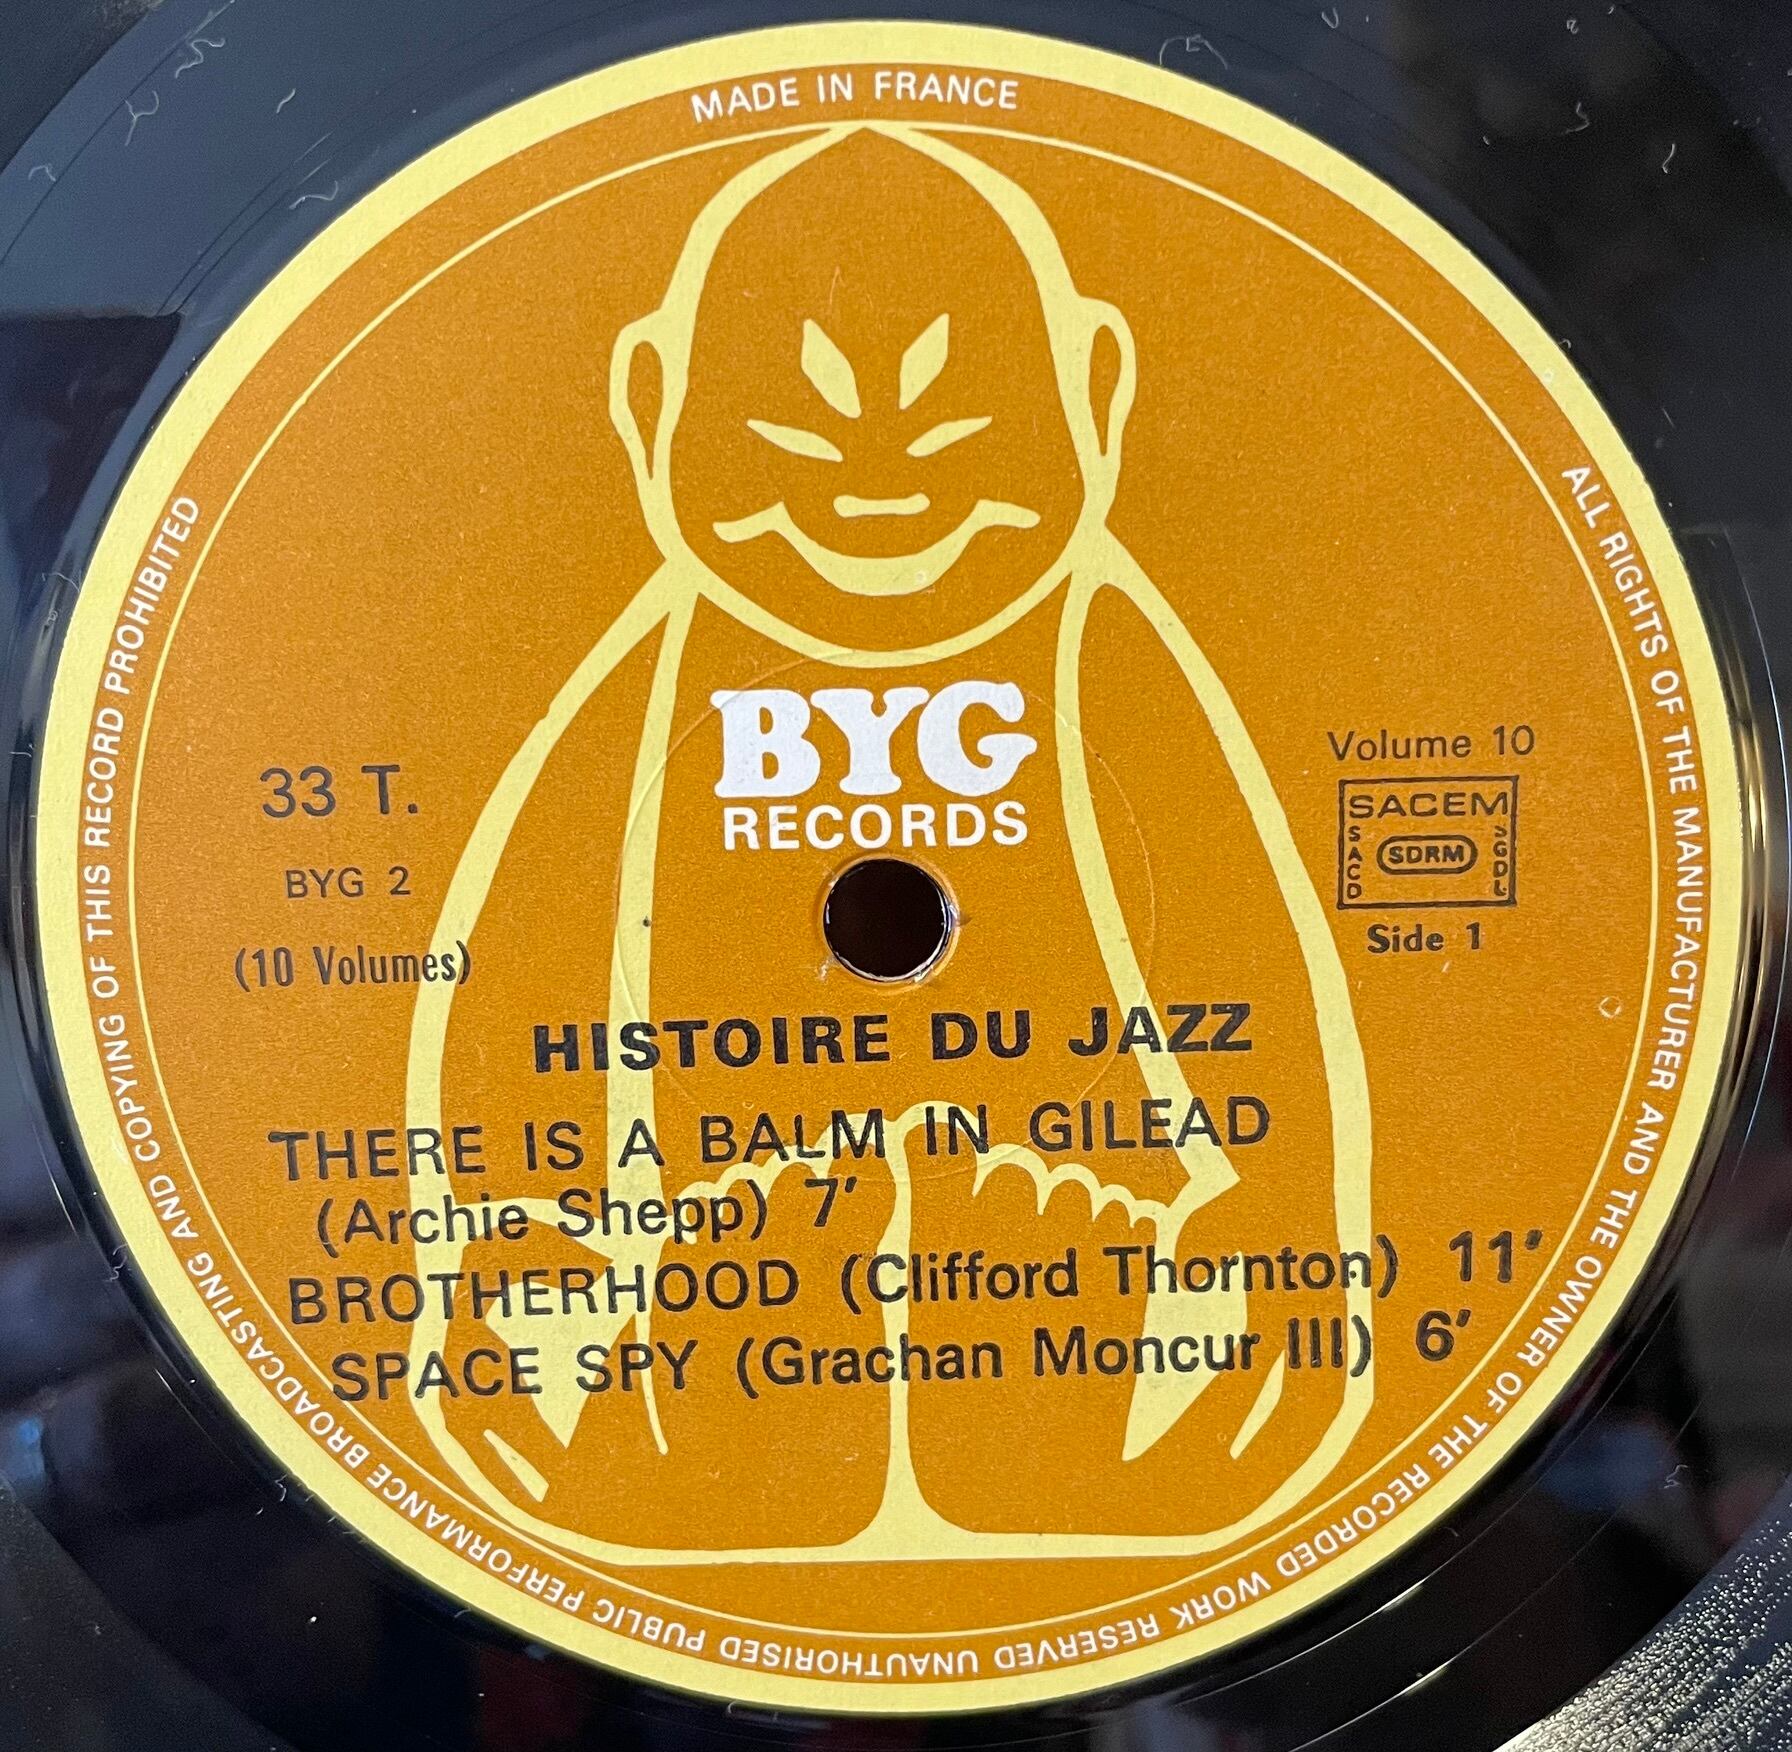 MADE IN FRANCE
BYG
RECORDS
33 T.
BYG 2
(10 Volumes)
Volume 10
SACEM
SACD
SDRM
SGDL
Side 1
HISTOIRE DU JAZZ
THERE IS A BALM IN GILEAD
(Archie Shepp) 7′
BROTHERHOOD (Clifford Thornton) 11′
SPACE SPY (Grachan Moncur III) 6′
ALL RIGHTS OF THE MANUFACTURER AND THE OWNER OF THE RECORDED WORK RESERVED UNAUTHORISED PUBLIC PERFORMANCE BROADCASTING AND COPYING OF THIS RECORD PROHIBITED